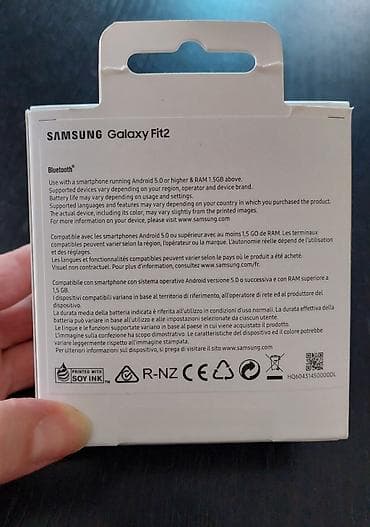 SAMSUNG Galaxy Fit2
Bluetooth®
Use with a smartphone running Android 5.0 or higher & RAM 1.5GB above.
Supported devices may vary depending on your region, operator and device brand.
Battery life may vary depending on usage and settings.
Supported languages and features may vary depending on your country in which you purchased the product.
The actual device, including its color, may vary slightly from the printed images.
For more information on your device, please visit www.samsung.com
Compatible avec les smartphones Android 5.0 ou supérieur avec au moins 1,5 GO de RAM. Les terminaux
compatibles peuvent varier selon la région, l'opérateur ou la marque. L'autonomie réelle dépend de l'utilisation
et des réglages.
Les langues et fonctionnalités compatibles peuvent varier selon le pays où le produit a été acheté.
Visuel non contractuel. Pour plus d'information, consultez www.samsung.com/fr.
Compatibile con smartphone con sistema operativo Android versione 5.0 o successiva e con RAM superiore a
1,5 GB.
I dispositivi compatibili variano in base al territorio di riferimento, all'operatore di rete ed al produttore del
dispositivo.
La durata media della batteria indicata è riferita all'utilizzo in condizioni d'uso normali. La durata effettiva della
batteria può variare in base all'utilizzo e alle impostazioni selezionate da ciascun utente.
Le lingue e le funzioni supportate variano in base al paese in cui viene acquistato il prodotto.
L'immagine sulla confezione ha scopo dimostrativo. Le caratteristiche del dispositivo ed il colore potrebbe
variare leggermente rispetto all'immagine stampata.
Per ulteriori informazioni sul dispositivo, si prega di visitare il sito www.samsung.com
PRINTED WITH
SOY INK™
R-NZ
CE
HQ60431450000DL